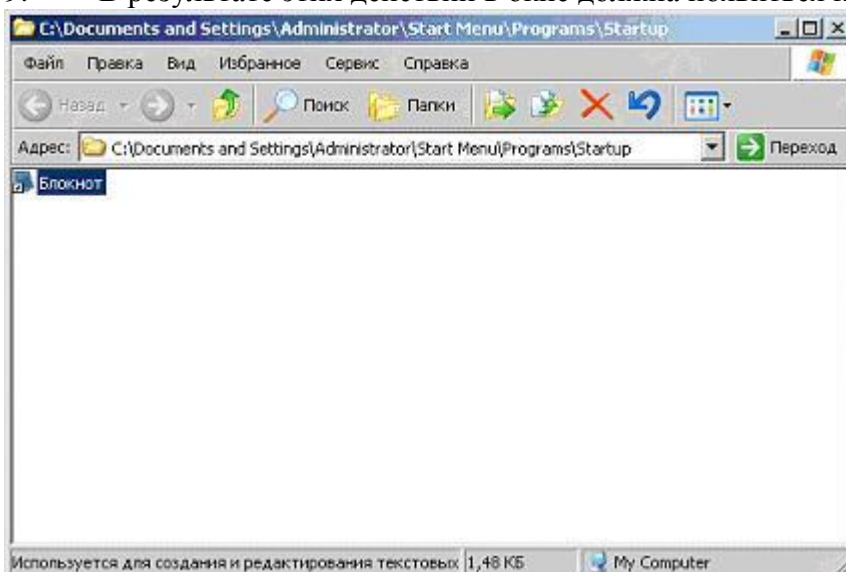 C:\Documents and Settings\Administrator\Start Menu\Programs\Startup
Файл Правка Вид Избранное Сервис Справка
Назад Поиск Папки
Адрес: C:\Documents and Settings\Administrator\Start Menu\Programs\Startup Переход
Блокнот
Используется для создания и редактирования текстовых 1,48 КБ My Computer